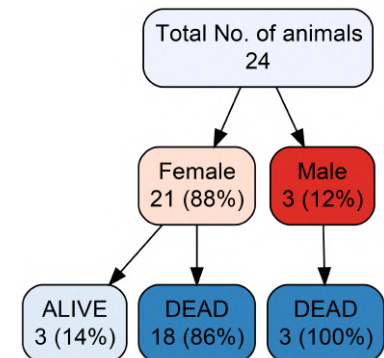 Total No. of animals
24
Female
21 (88%)
Male
3 (12%)
ALIVE
3 (14%)
DEAD
18 (86%)
DEAD
3 (100%)